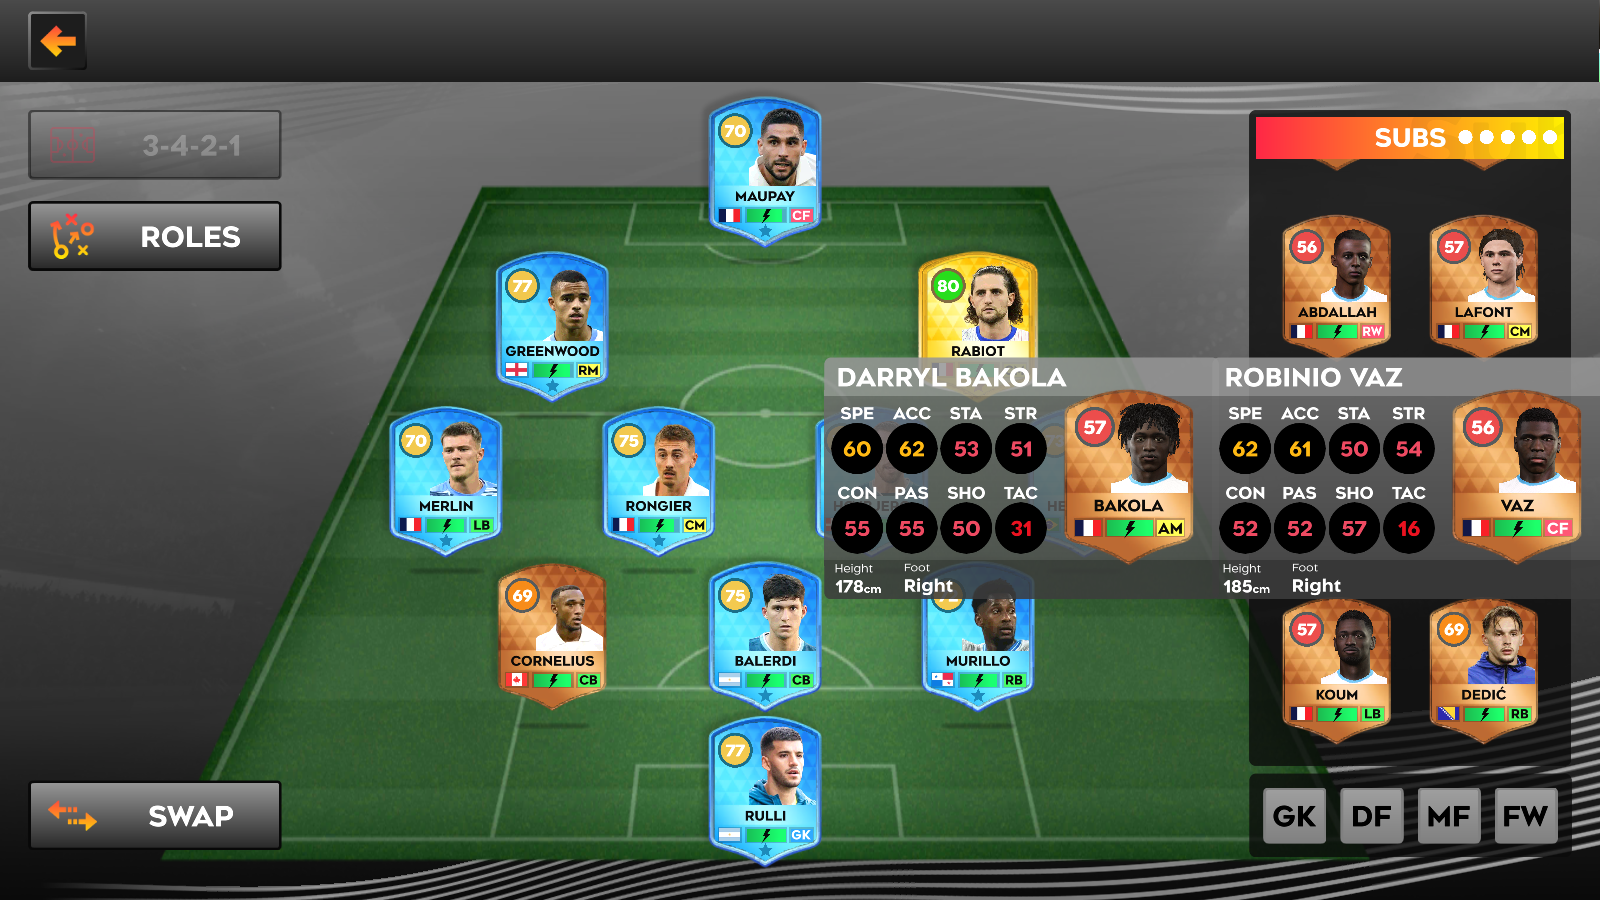 3-4-2-1
ROLES
SWAP
SUBS
70
MAUPAY
CF
77
GREENWOOD
RM
80
RABIOT
70
MERLIN
LB
75
RONGIER
CM
69
CORNELIUS
CB
75
BALERDI
CB
MURILLO
RB
77
RULLI
GK
56
ABDALLAH
RW
57
LAFONT
CM
DARRYL BAKOLA
SPE ACC STA STR
60 62 53 51
CON PAS SHO TAC
55 55 50 31
Height Foot
178cm Right
57
BAKOLA
AM
ROBINIO VAZ
SPE ACC STA STR
62 61 50 54
CON PAS SHO TAC
52 52 57 16
Height Foot
185cm Right
56
VAZ
CF
57
KOUM
LB
69
DEDIĆ
RB
GK DF MF FW